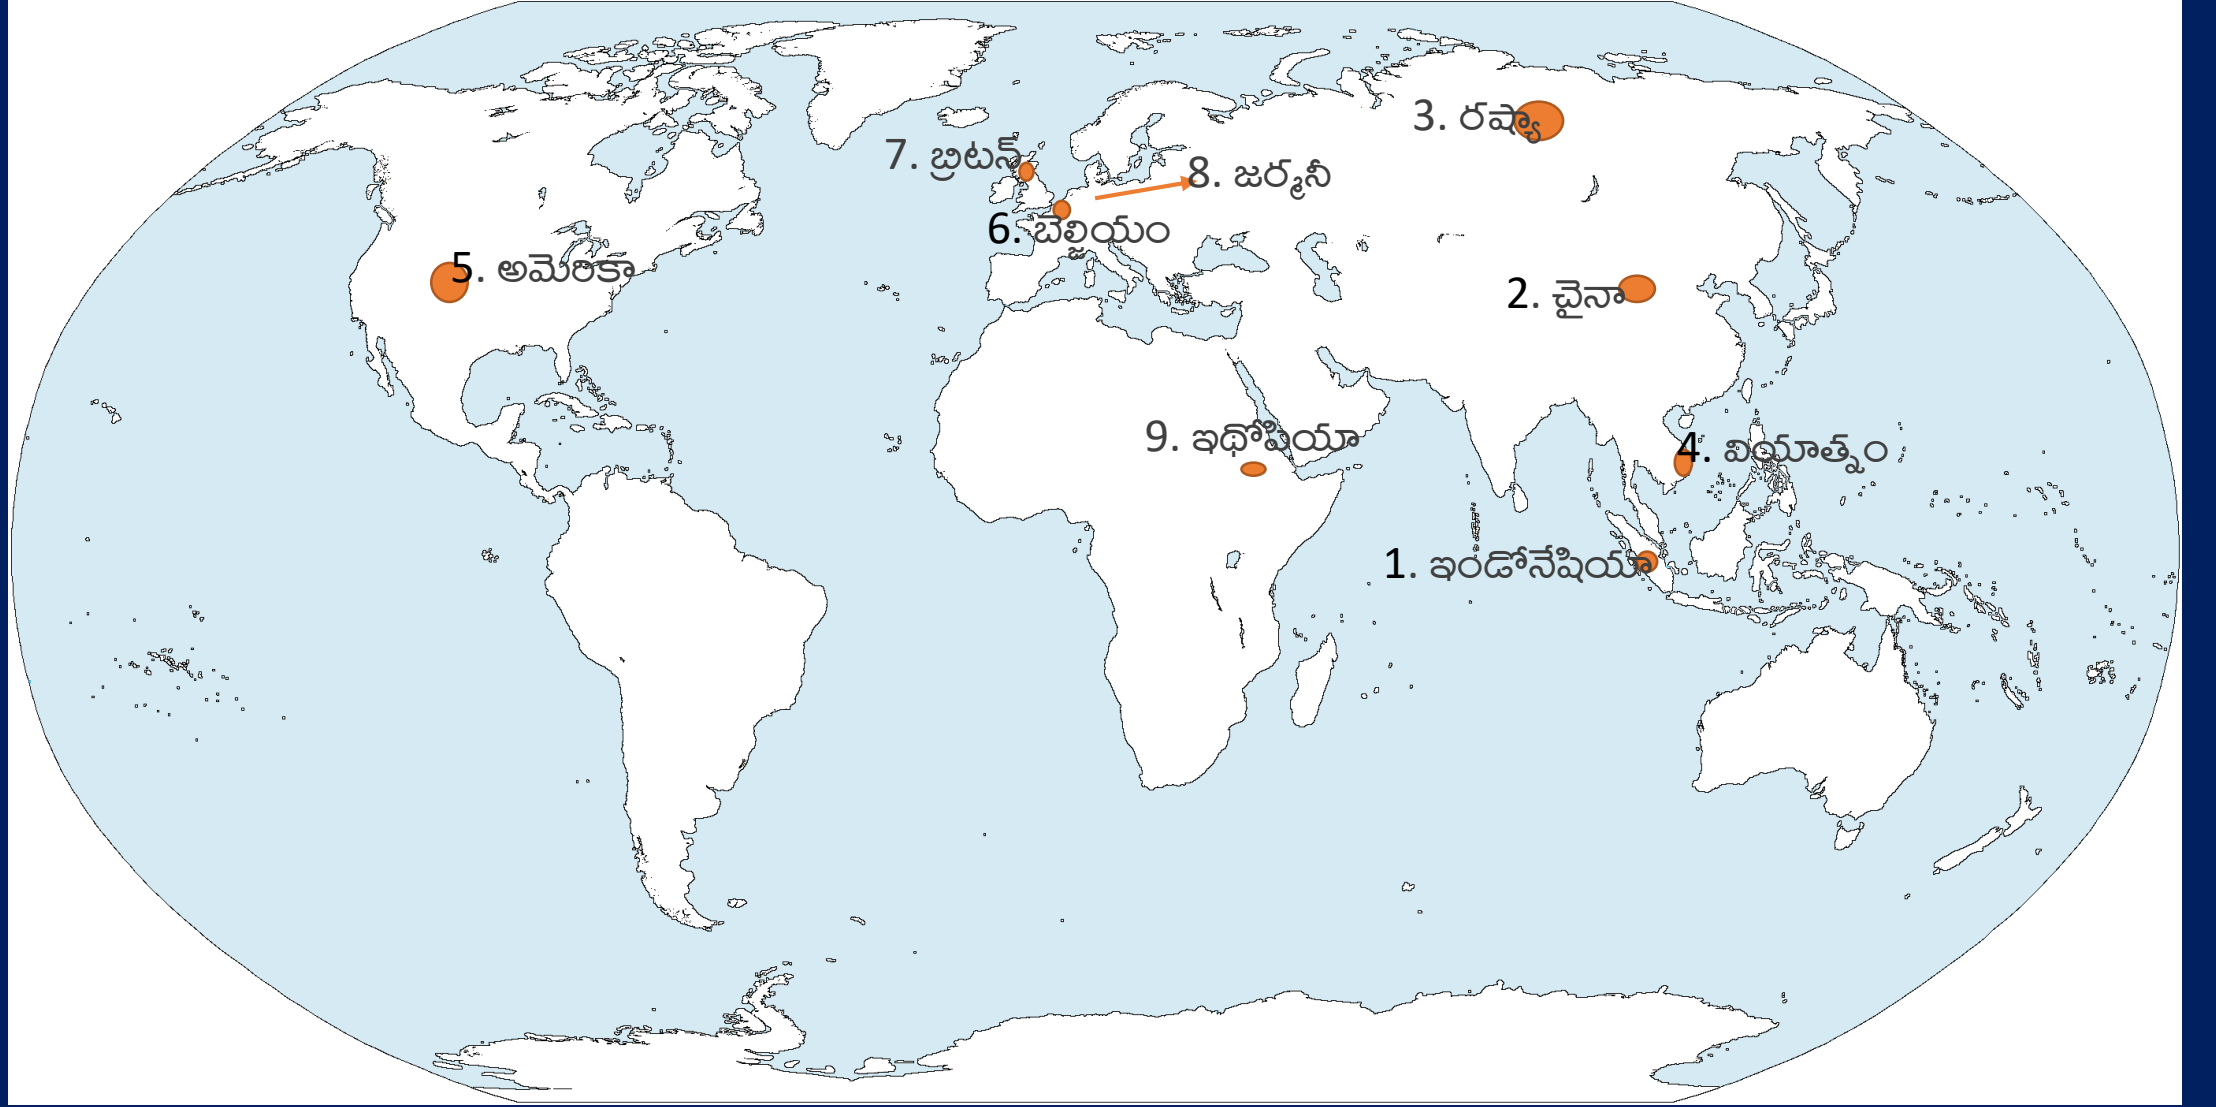 3. రష్యా
7. బ్రిటన్
8. జర్మనీ
6. బెల్జియం
5. అమెరికా
2. చైనా
9. ఇథోపియా
4. వియాత్నం
1. ఇండోనేషియా